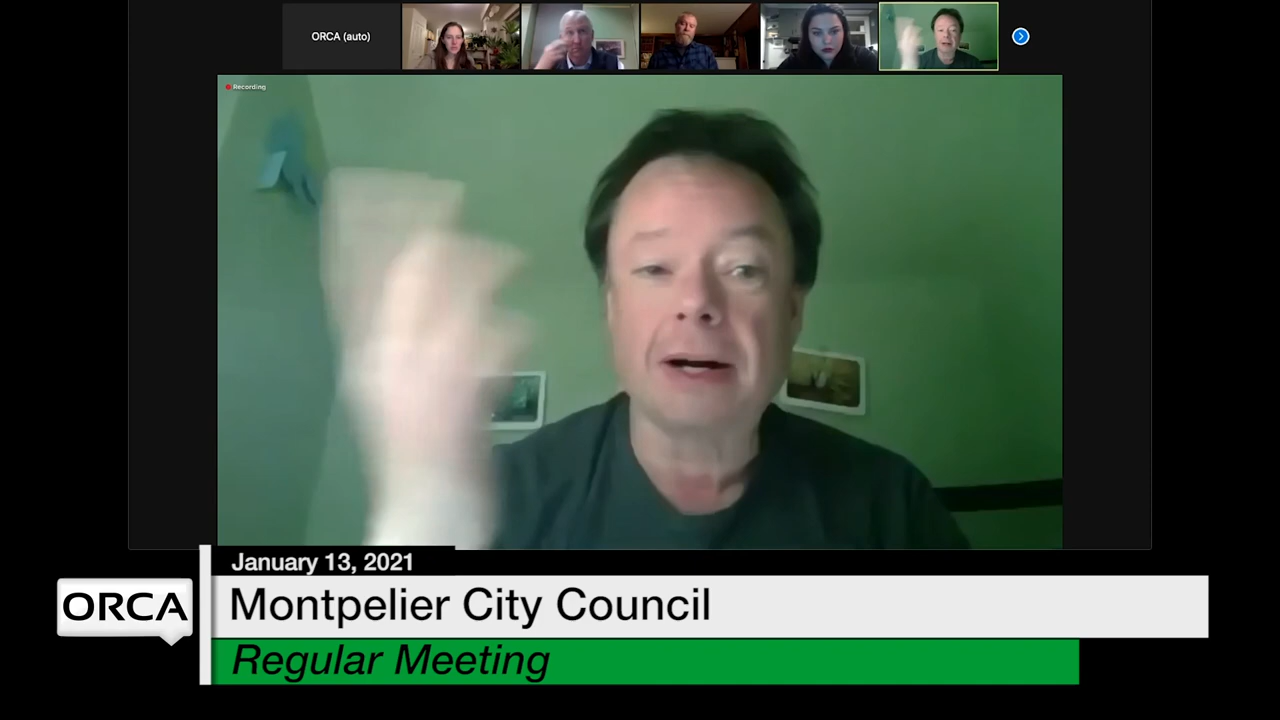 ORCA (auto)
Recording
January 13, 2021
ORCA
Montpelier City Council
Regular Meeting